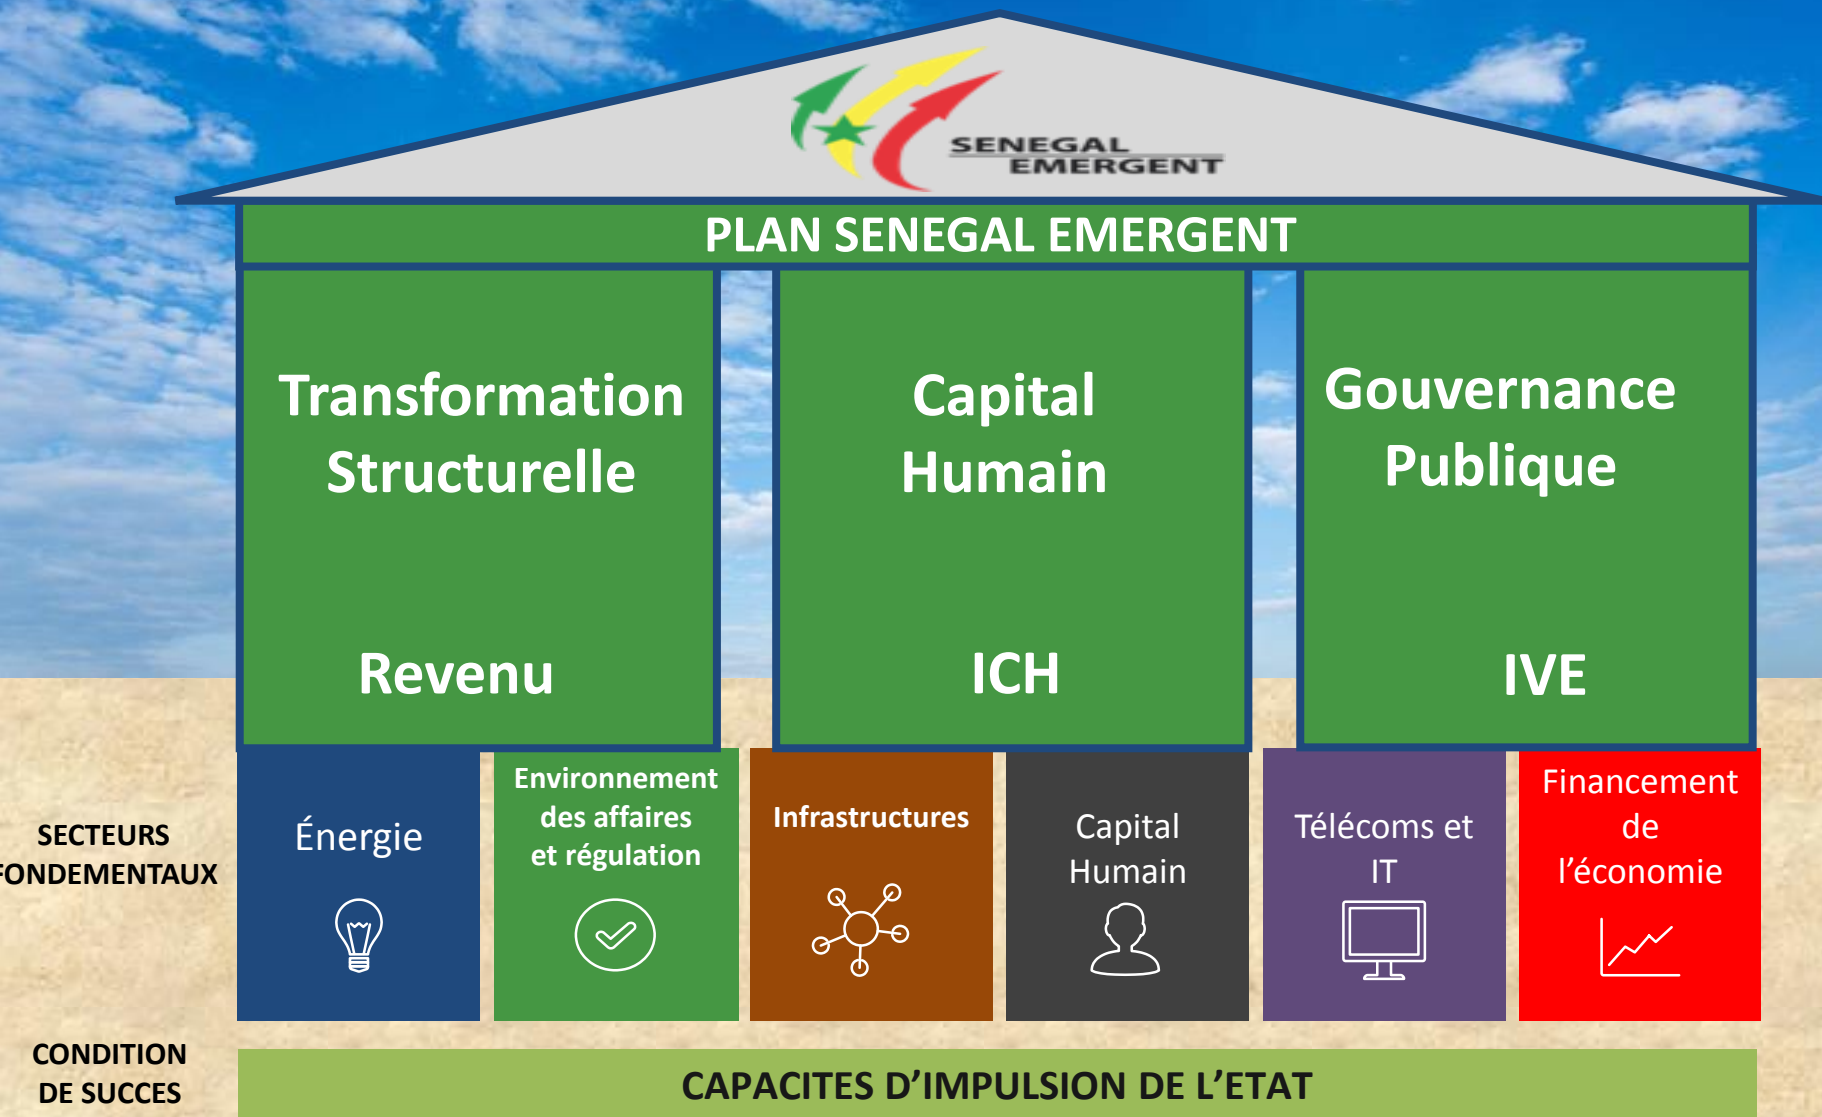 SENEGAL
EMERGENT
PLAN SENEGAL EMERGENT
Transformation
Structurelle
Revenu
Capital
Humain
ICH
Gouvernance
Publique
IVE
SECTEURS
FONDEMENTAUX
Énergie
Environnement
des affaires
et régulation
Infrastructures
Capital
Humain
Télécoms et
IT
Financement
de
l’économie
CONDITION
DE SUCCES
CAPACITES D’IMPULSION DE L’ETAT